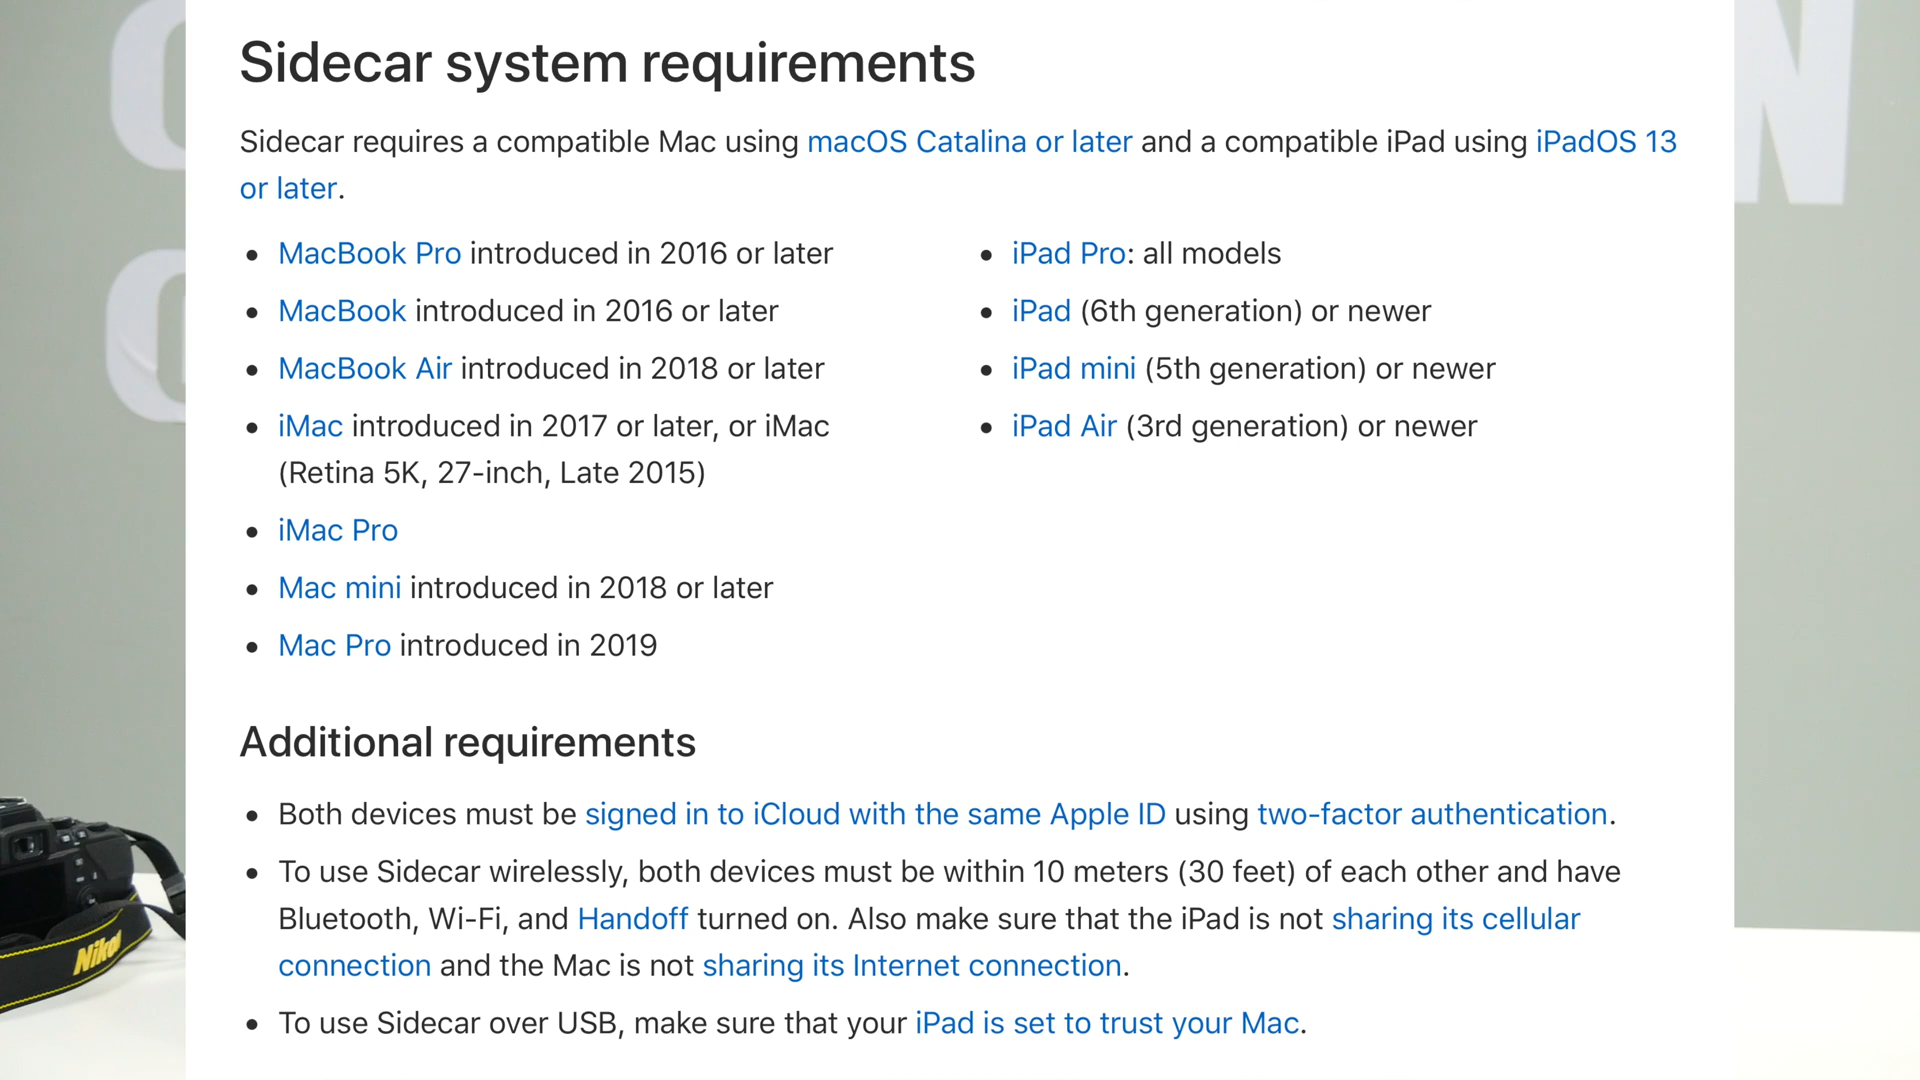 Sidecar system requirements
Sidecar requires a compatible Mac using macOS Catalina or later and a compatible iPad using iPadOS 13
or later.
• MacBook Pro introduced in 2016 or later
• MacBook introduced in 2016 or later
• MacBook Air introduced in 2018 or later
• iMac introduced in 2017 or later, or iMac
(Retina 5K, 27-inch, Late 2015)
• iMac Pro
• Mac mini introduced in 2018 or later
• Mac Pro introduced in 2019
• iPad Pro: all models
• iPad (6th generation) or newer
• iPad mini (5th generation) or newer
• iPad Air (3rd generation) or newer
Additional requirements
• Both devices must be signed in to iCloud with the same Apple ID using two-factor authentication.
• To use Sidecar wirelessly, both devices must be within 10 meters (30 feet) of each other and have
Bluetooth, Wi-Fi, and Handoff turned on. Also make sure that the iPad is not sharing its cellular
connection and the Mac is not sharing its Internet connection.
• To use Sidecar over USB, make sure that your iPad is set to trust your Mac.
Nikon